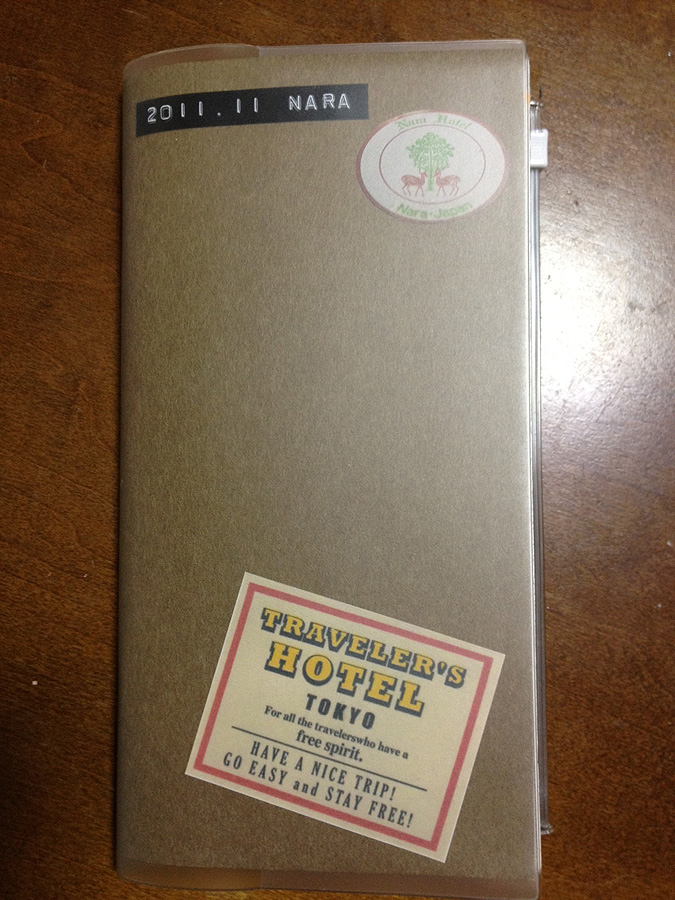 2011.11 NARA
Nara Hotel
Nara-Japan
TRAVELER'S
HOTEL
TOKYO
For all the travelerswho have a
free spirit.
HAVE A NICE TRIP!
GO EASY and STAY FREE!